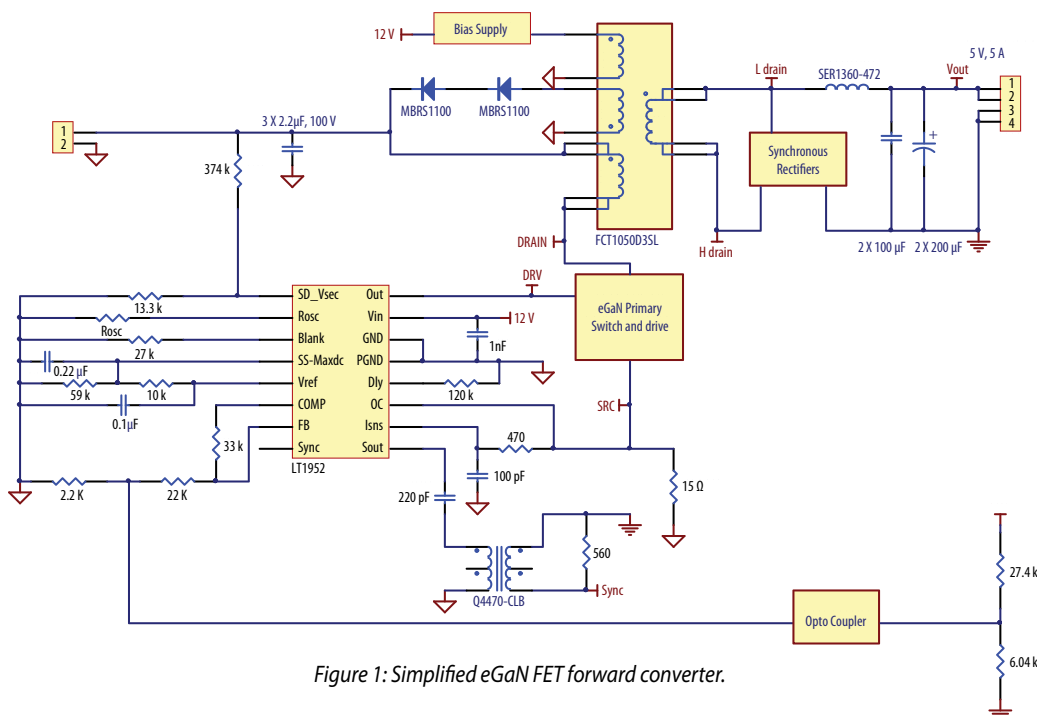 12 V
Bias Supply
5 V, 5 A
L drain
SER1360-472
Vout
1
2
3
4
MBRS1100
MBRS1100
3 X 2.2µF, 100 V
1
2
374 k
Synchronous
Rectifiers
FCT1050D3SL
DRAIN
H drain
2 X 100 µF
2 X 200 µF
DRV
SD_Vsec
Out
13.3 k
Rosc
Vin
12 V
eGaN Primary
Switch and drive
Rosc
Blank
GND
27 k
1nF
SS-Maxdc
PGND
0.22 µF
Vref
Dly
59 k
10 k
120 k
COMP
OC
SRC
0.1µF
FB
Isns
33 k
470
Sync
Sout
LT1952
100 pF
2.2 K
22 K
220 pF
15 Ω
560
Sync
Q4470-CLB
27.4 k
Opto Coupler
6.04 k
Figure 1: Simplified eGaN FET forward converter.
+